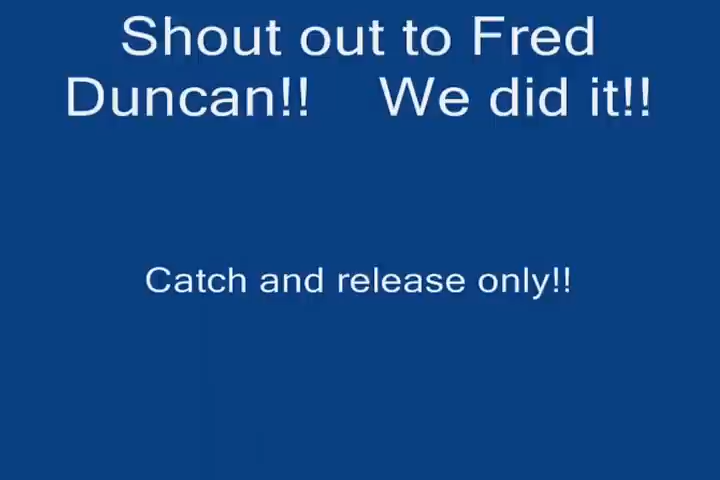 Shout out to Fred
Duncan!! We did it!!
Catch and release only!!